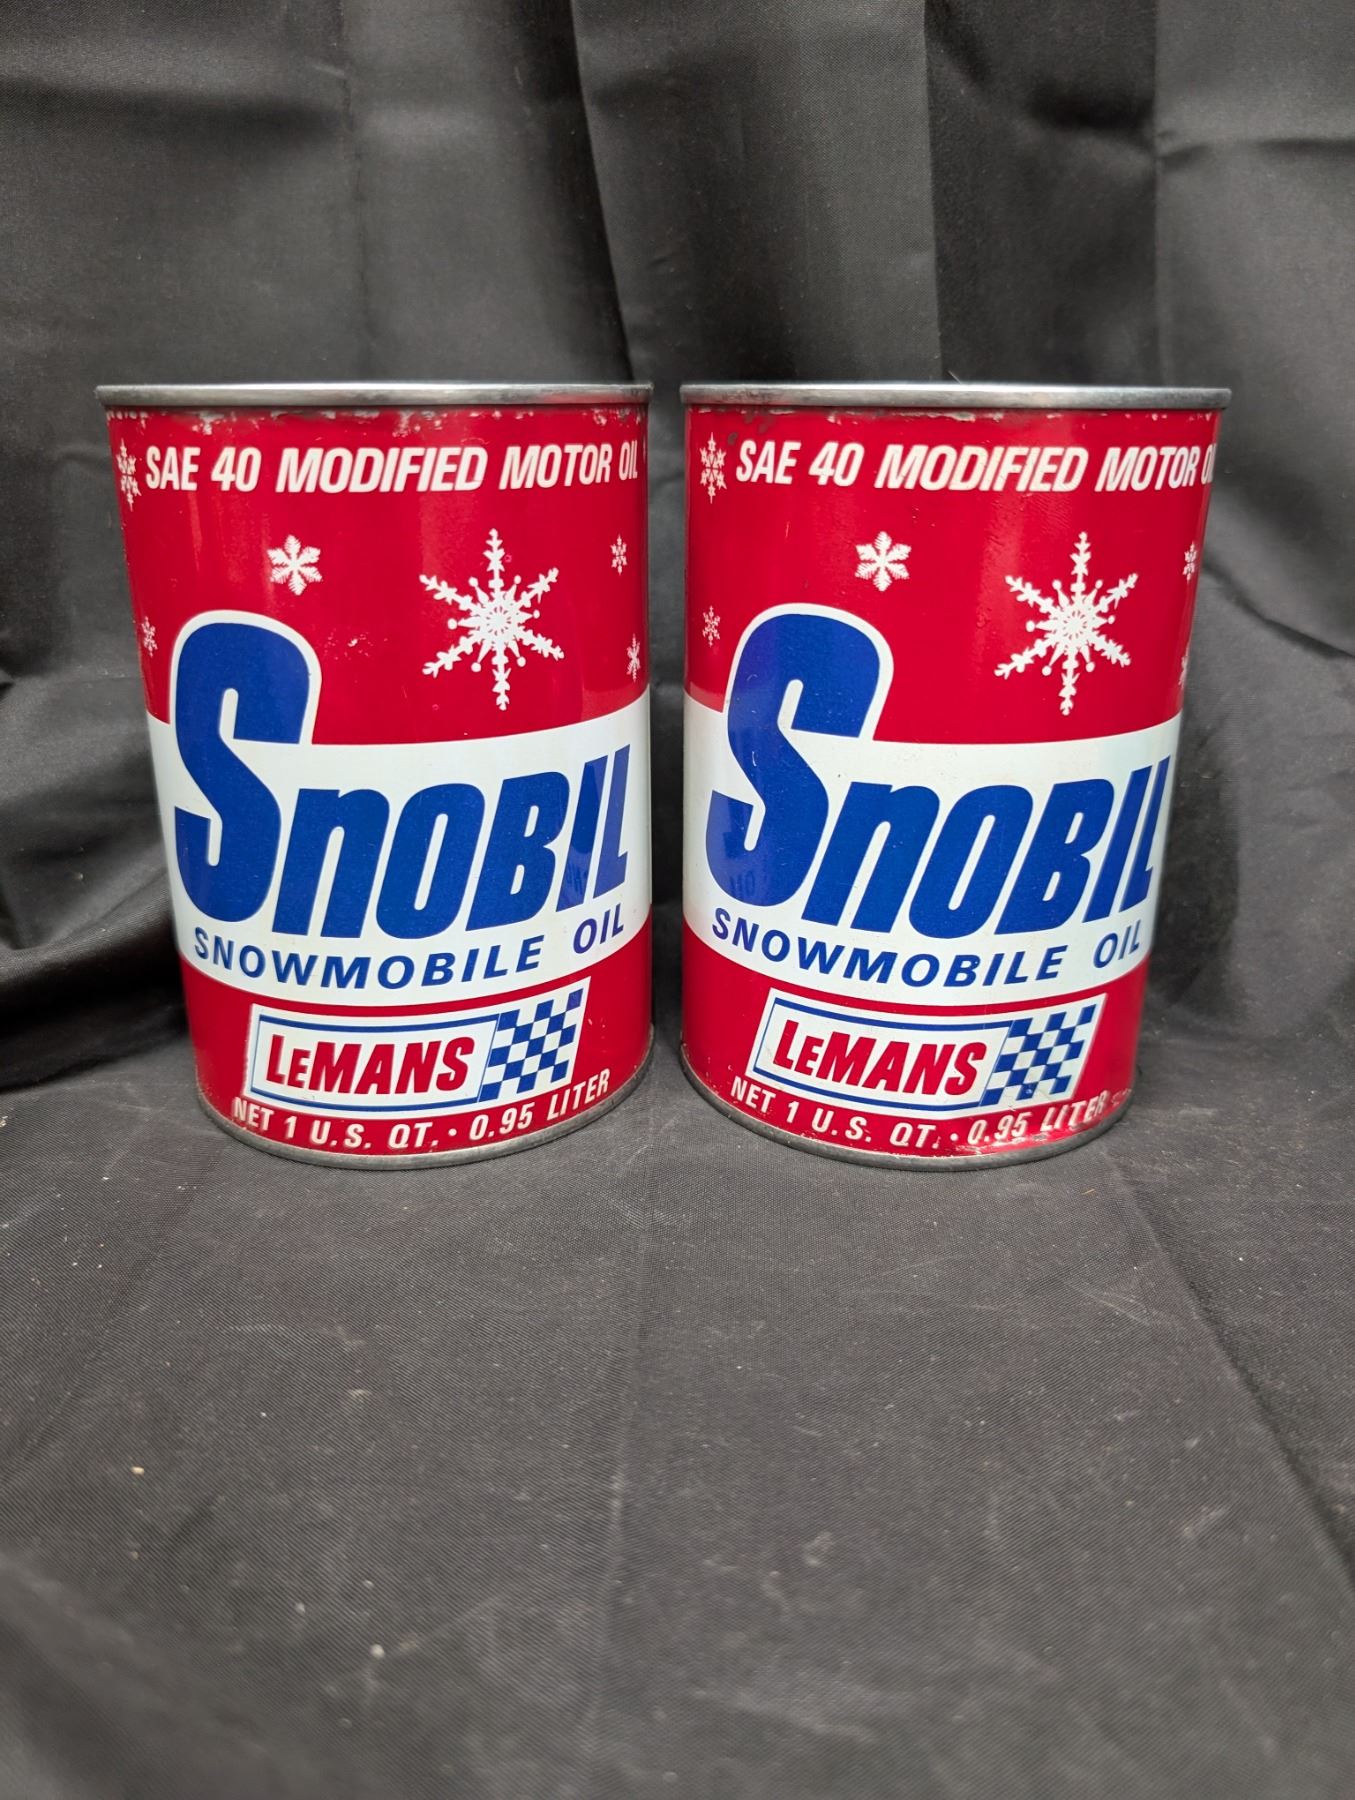 SAE 40 MODIFIED MOTOR OIL
SNOBIL
SNOWMOBILE OIL
LEMANS
NET 1 U.S. QT. • 0.95 LITER
SAE 40 MODIFIED MOTOR
SNOBIL
SNOWMOBILE OIL
LEMANS
NET 1 U.S. QT. • 0.95 LITER